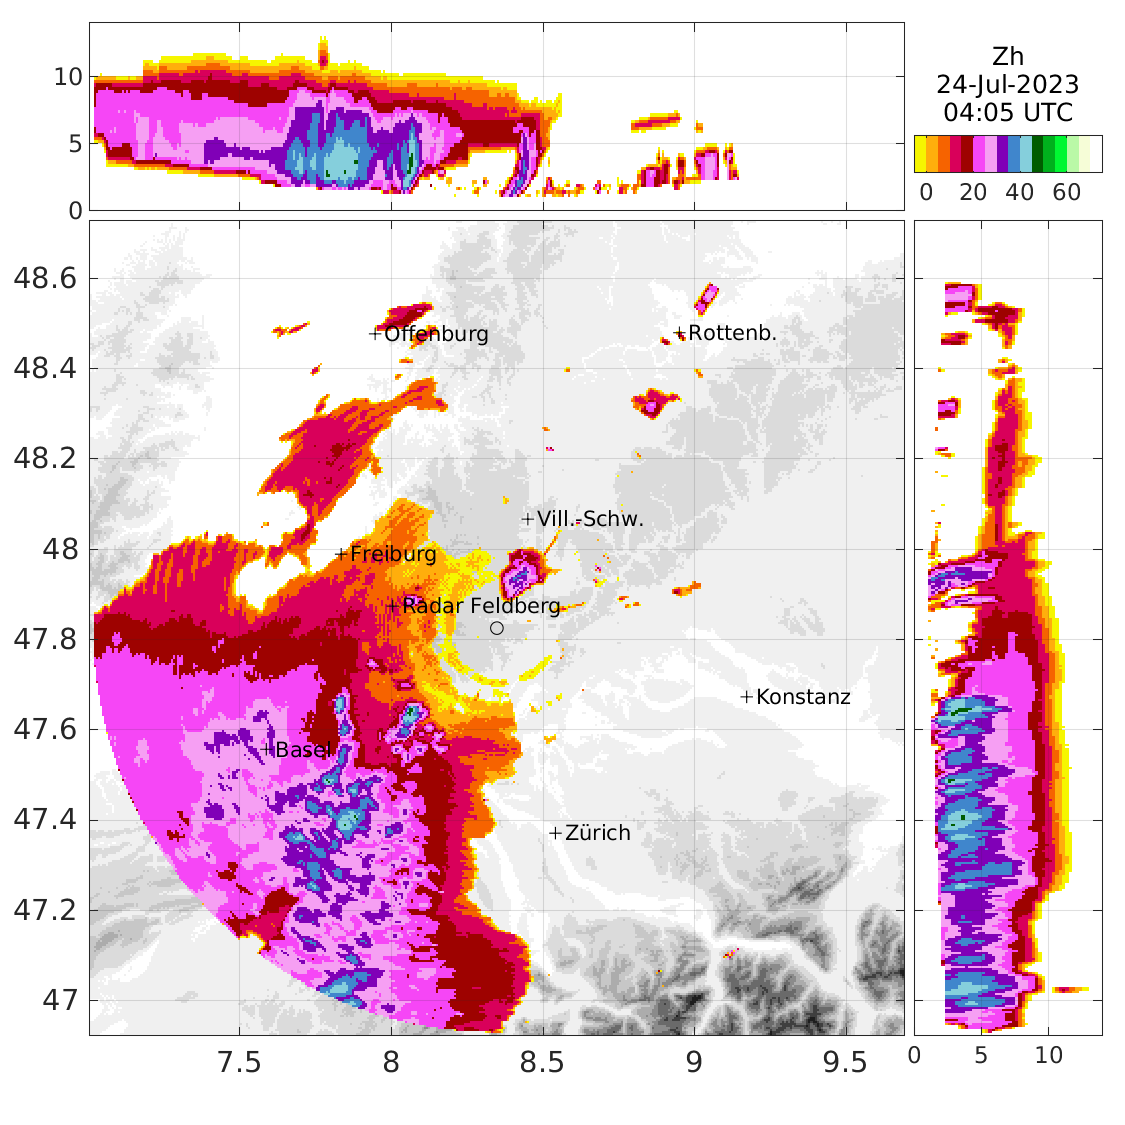 10
5
0
Zh
24-Jul-2023
04:05 UTC
0 20 40 60
48.6
48.4
48.2
48
47.8
47.6
47.4
47.2
47
+Offenburg
+Rottenb.
+Vill.-Schw.
+Freiburg
+Radar Feldberg
+Konstanz
+Basel
+Zürich
7.5 8 8.5 9 9.5
0 5 10